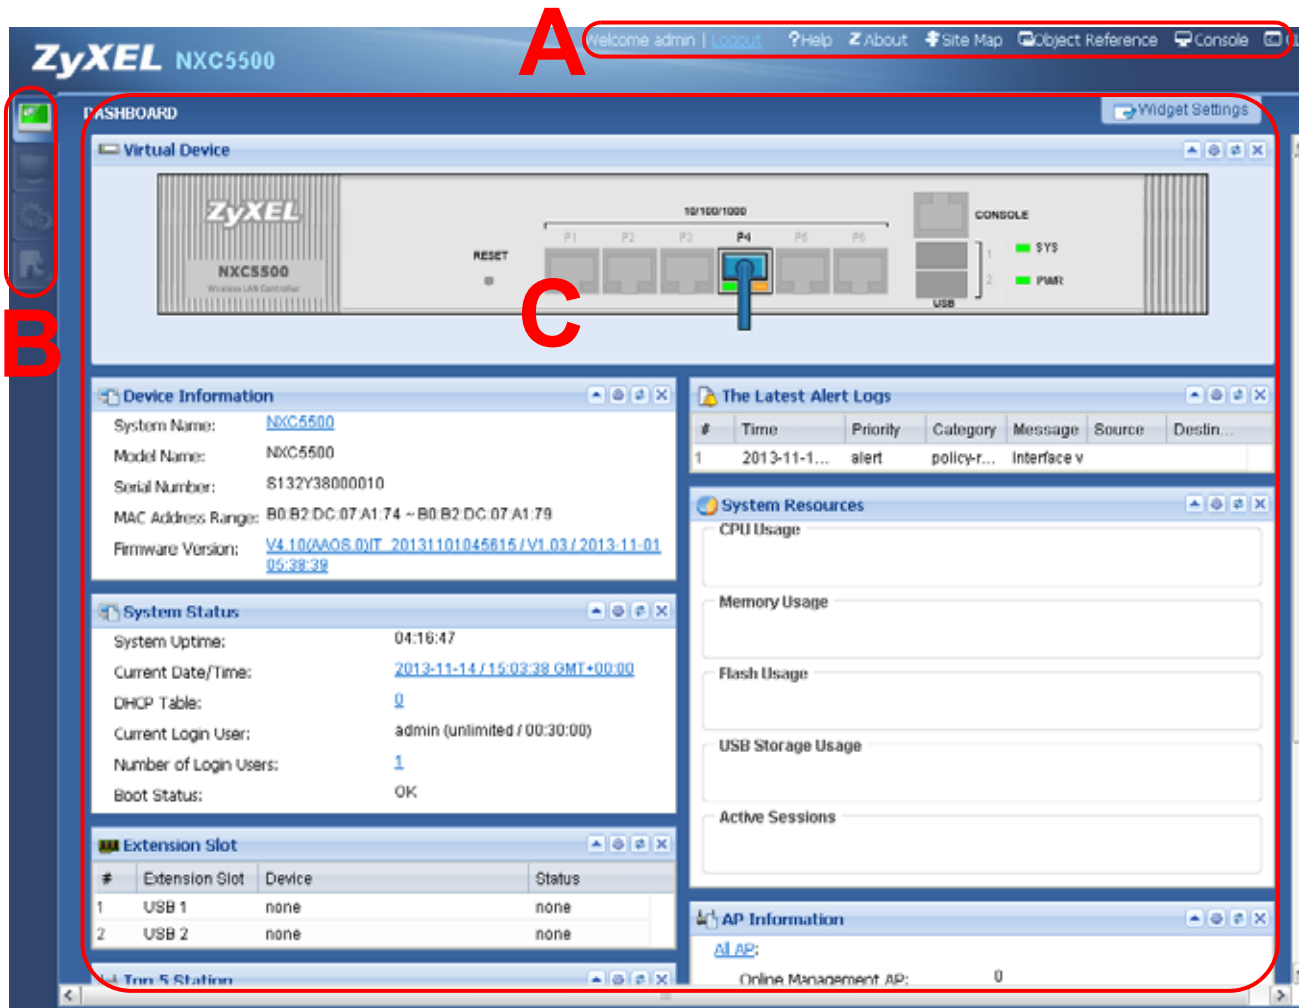 A
Welcome admin | Logout ?Help Z About Site Map Object Reference Console
ZyXEL NXC5500
DASHBOARD
Widget Settings
Virtual Device
ZyXEL
10/100/1000
P1 P2 P3 P4 P5 P6
CONSOLE
RESET
1 SYS
NXC5500
Wireless LAN Controller
2 PWR
USB
C
B
Device Information
System Name: NXC5500
Model Name: NXC5500
Serial Number: S132Y38000010
MAC Address Range: B0:B2:DC:07:A1:74 ~ B0:B2:DC:07:A1:79
Firmware Version: V4.10(AAOS.0)IT_20131101045615 / V1.03 / 2013-11-01
05:38:39
System Status
System Uptime: 04:16:47
Current Date/Time: 2013-11-14 / 15:03:38 GMT+00:00
DHCP Table: 0
Current Login User: admin (unlimited / 00:30:00)
Number of Login Users: 1
Boot Status: OK
Extension Slot
# Extension Slot Device Status
1 USB 1 none none
2 USB 2 none none
Top 5 Station
The Latest Alert Logs
# Time Priority Category Message Source Destin...
1 2013-11-1... alert policy-r... Interface v
System Resources
CPU Usage
Memory Usage
Flash Usage
USB Storage Usage
Active Sessions
AP Information
All AP:
Online Management AP: 0